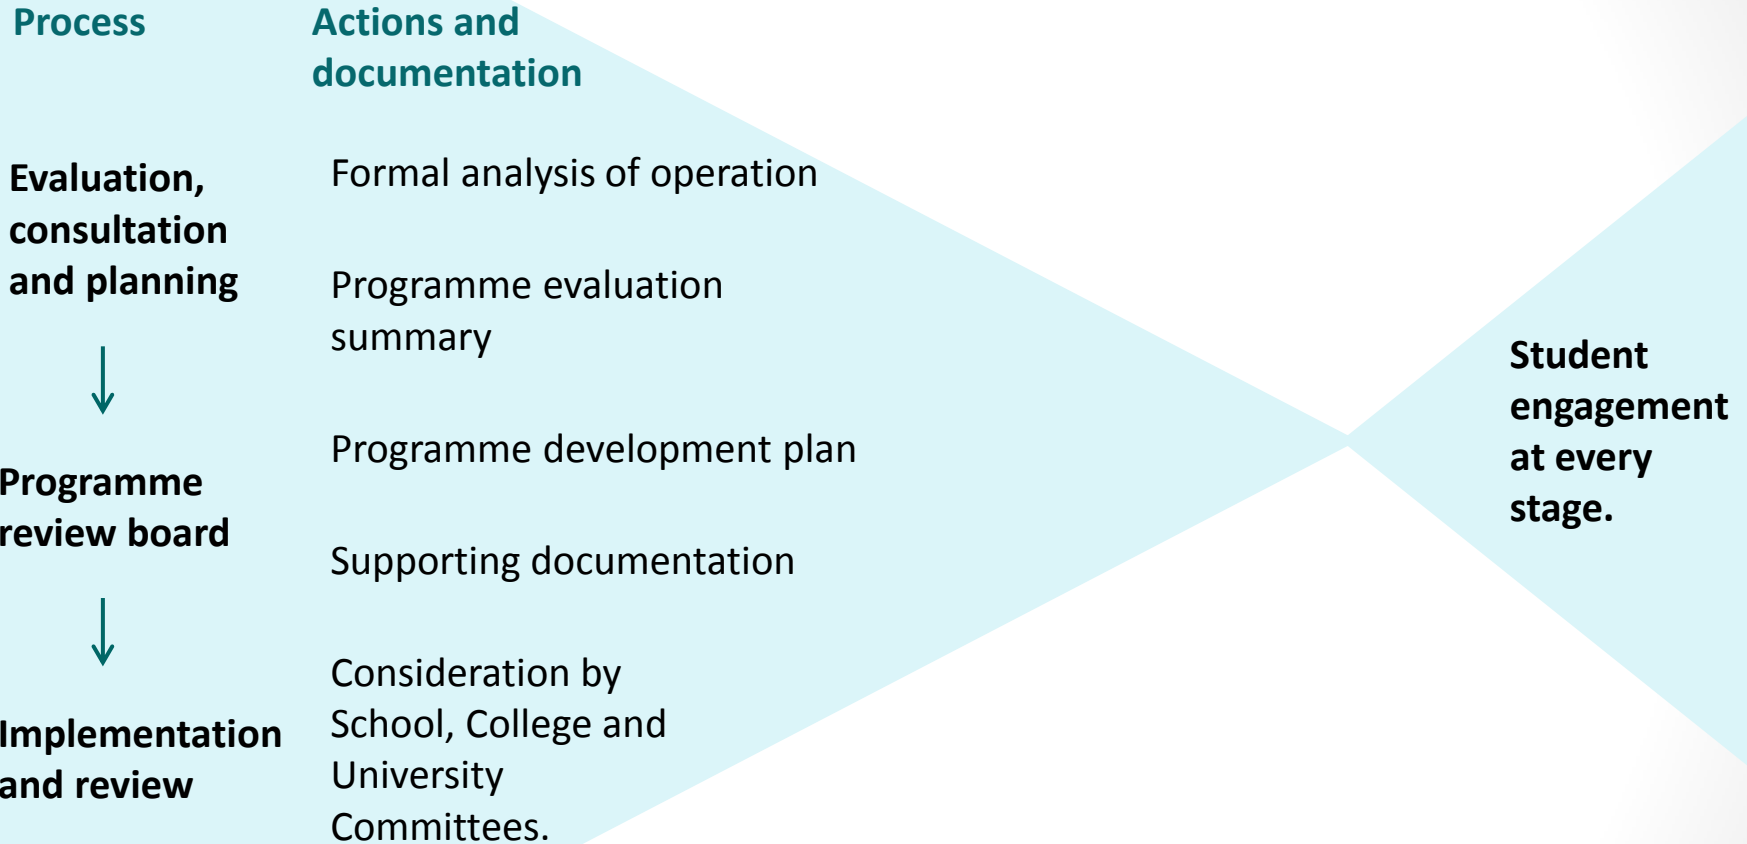 Process
Actions and
documentation
Evaluation,
consultation
and planning
Programme
review board
Implementation
and review
Formal analysis of operation
Programme evaluation
summary
Programme development plan
Supporting documentation
Consideration by
School, College and
University
Committees.
Student
engagement
at every
stage.